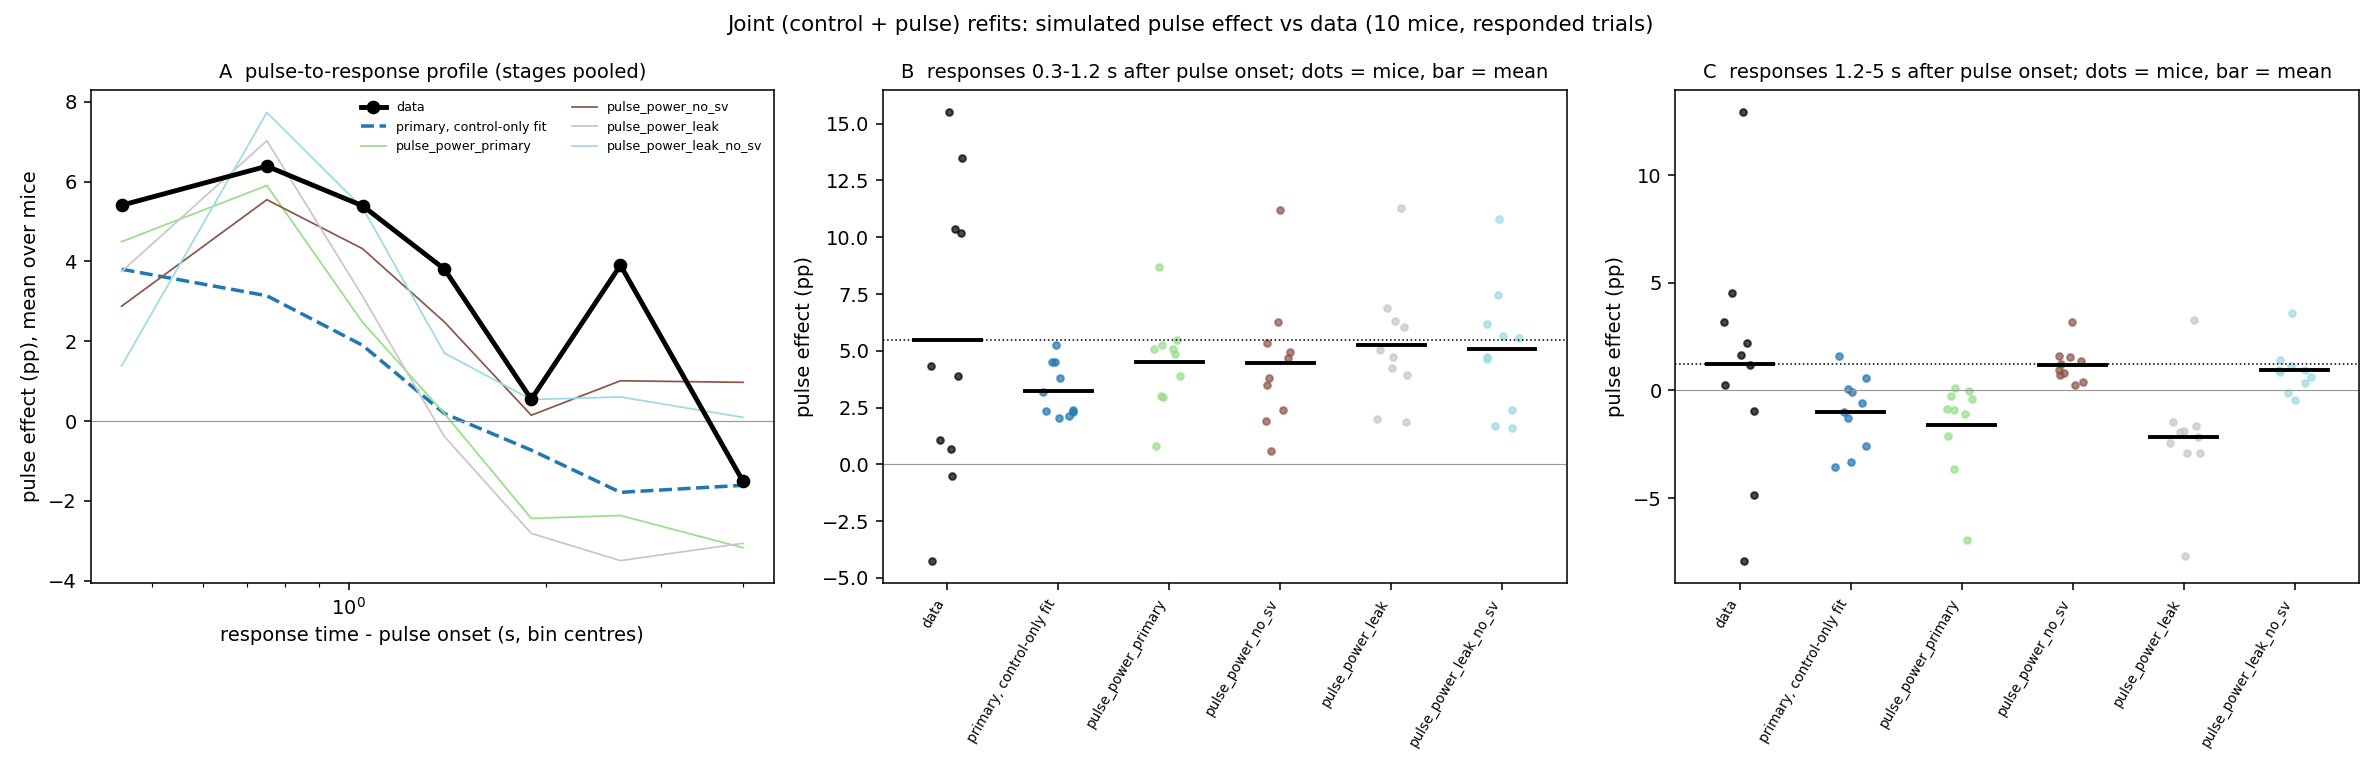 Joint (control + pulse) refits: simulated pulse effect vs data (10 mice, responded trials)
A  pulse-to-response profile (stages pooled)
data
primary, control-only fit
pulse_power_primary
pulse_power_no_sv
pulse_power_leak
pulse_power_leak_no_sv
8
6
4
2
0
−2
−4
pulse effect (pp), mean over mice
10⁰
response time - pulse onset (s, bin centres)
B  responses 0.3-1.2 s after pulse onset; dots = mice, bar = mean
15.0
12.5
10.0
7.5
5.0
2.5
0.0
−2.5
−5.0
pulse effect (pp)
data
primary, control-only fit
pulse_power_primary
pulse_power_no_sv
pulse_power_leak
pulse_power_leak_no_sv
C  responses 1.2-5 s after pulse onset; dots = mice, bar = mean
10
5
0
−5
pulse effect (pp)
data
primary, control-only fit
pulse_power_primary
pulse_power_no_sv
pulse_power_leak
pulse_power_leak_no_sv